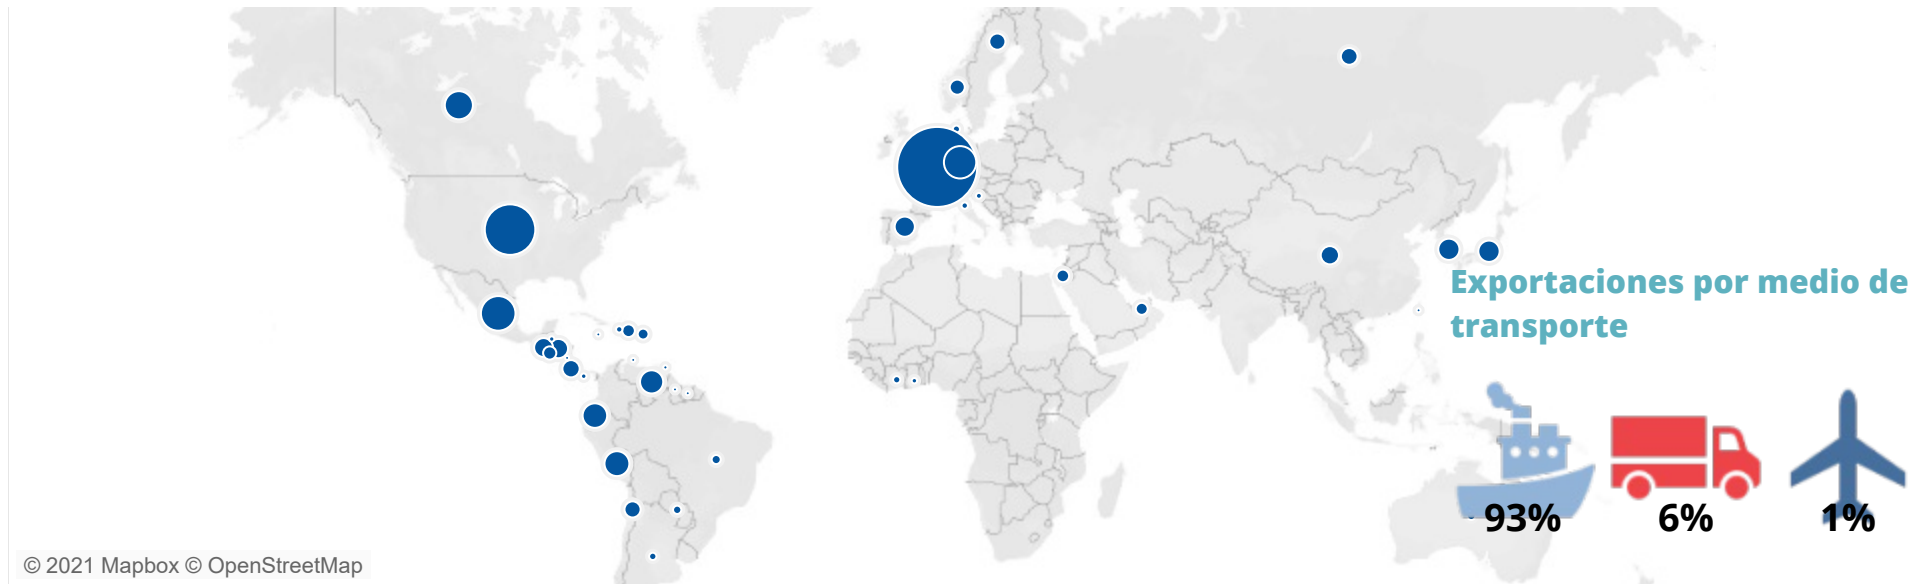 Exportaciones por medio de
transporte
93% 6% 1%
© 2021 Mapbox © OpenStreetMap